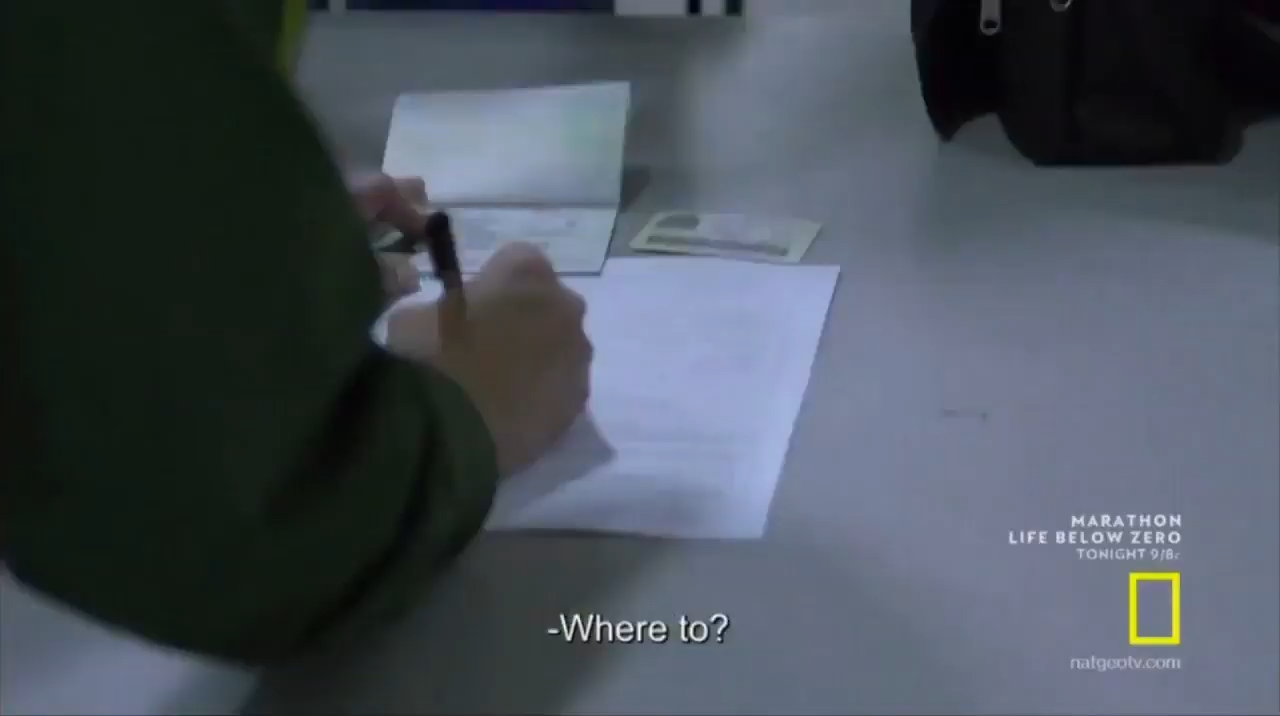 MARATHON
LIFE BELOW ZERO
TONIGHT 9/8c
-Where to?
natgeotv.com